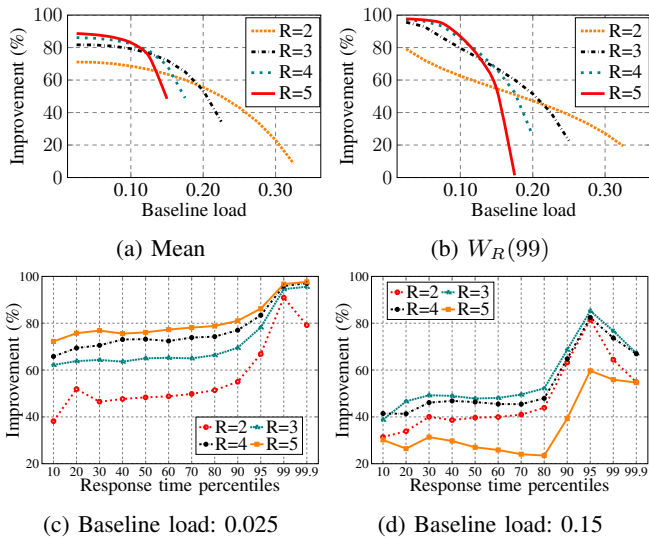 Improvement (%)
100
80
60
40
20
0
0.10
0.20
0.30
Baseline load
R=2
R=3
R=4
R=5
(a) Mean
Improvement (%)
100
80
60
40
20
0
0.10
0.20
0.30
Baseline load
R=2
R=3
R=4
R=5
(b) W_R(99)
Improvement (%)
100
80
60
40
20
10 20 30 40 50 60 70 80 90 95 99 99.9
Response time percentiles
R=2 R=3
R=4 R=5
(c) Baseline load: 0.025
Improvement (%)
100
80
60
40
20
10 20 30 40 50 60 70 80 90 95 99 99.9
Response time percentiles
R=2 R=3
R=4 R=5
(d) Baseline load: 0.15